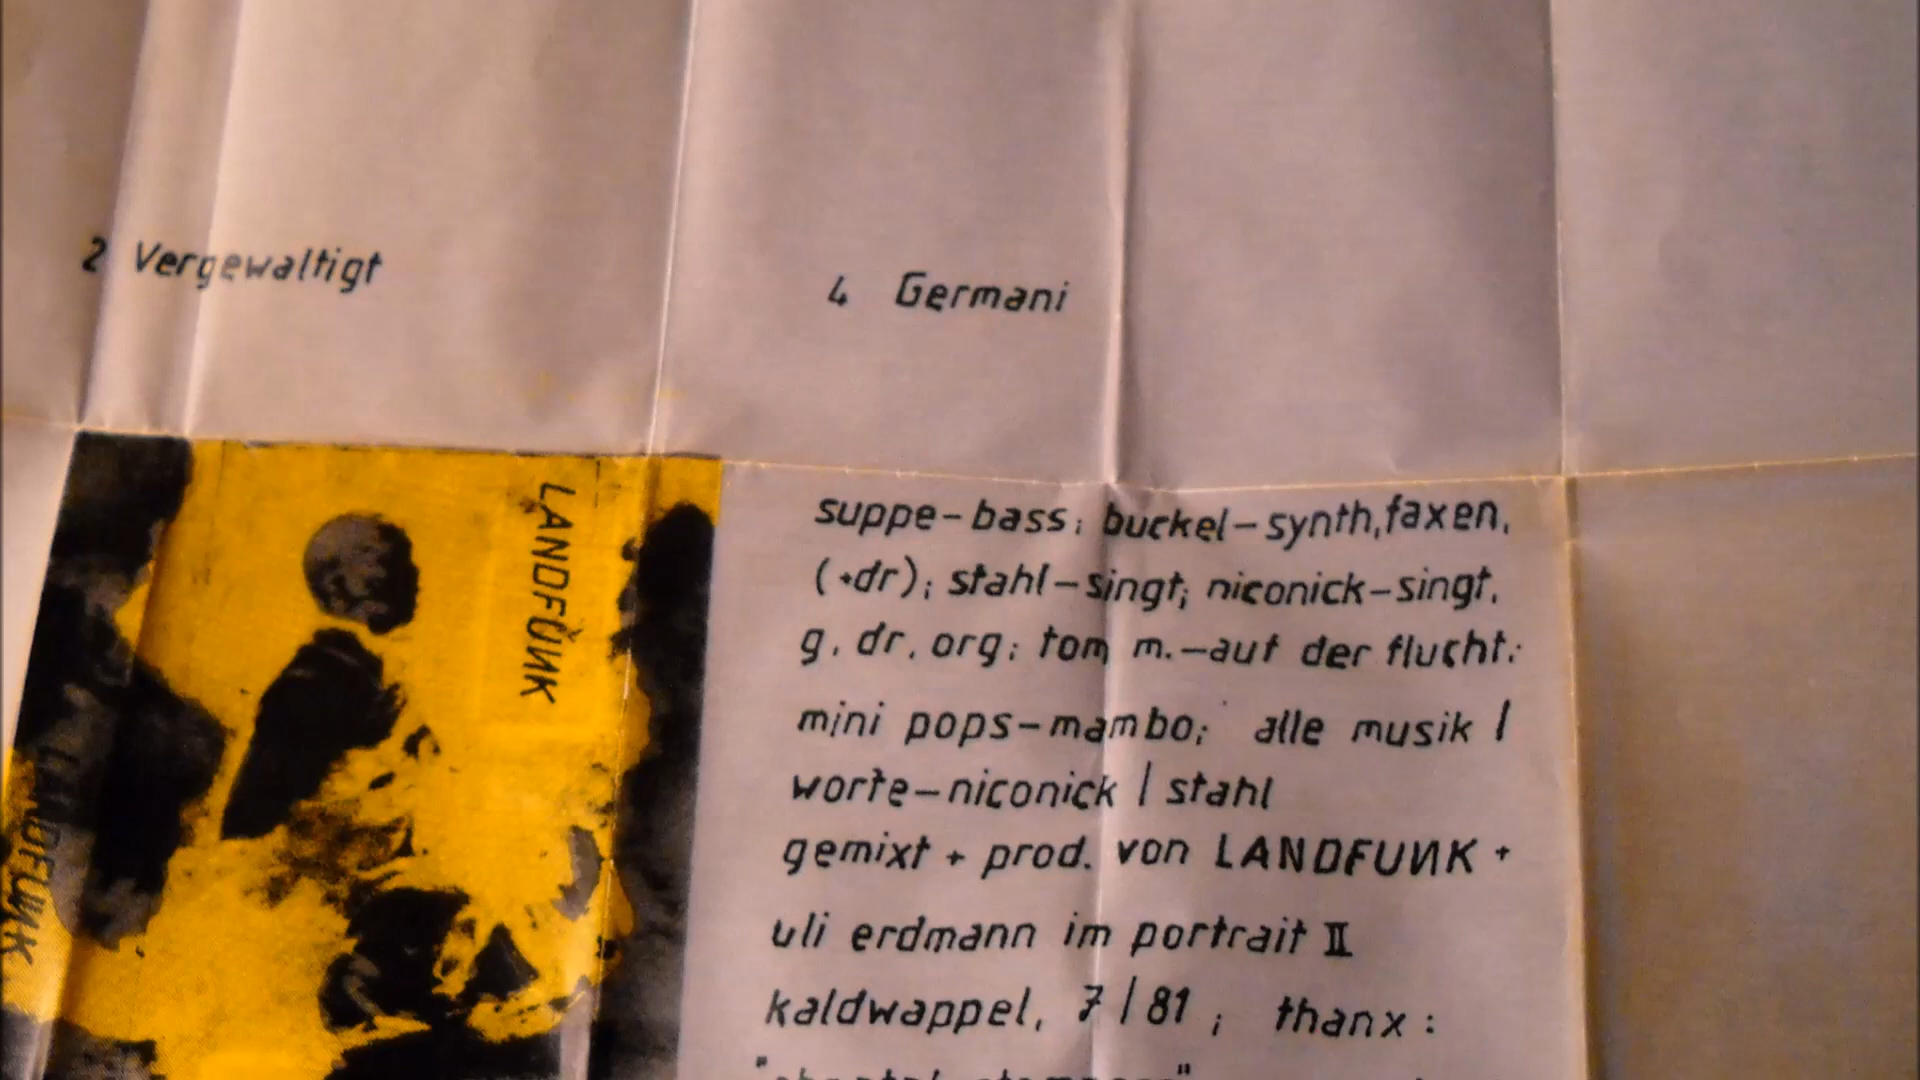 2 Vergewaltigt
4 Germani
LANDFUNK
LANDFUNK
suppe-bass; buckel-synth,faxen,
(+dr); stahl-singt; niconick-singt,
g, dr, org; tom m.-auf der flucht;
mini pops-mambo; alle musik /
worte-niconick / stahl
gemixt + prod. von LANDFUNK +
uli erdmann im portrait II
kaldwappel, 7/81 ; thanx :